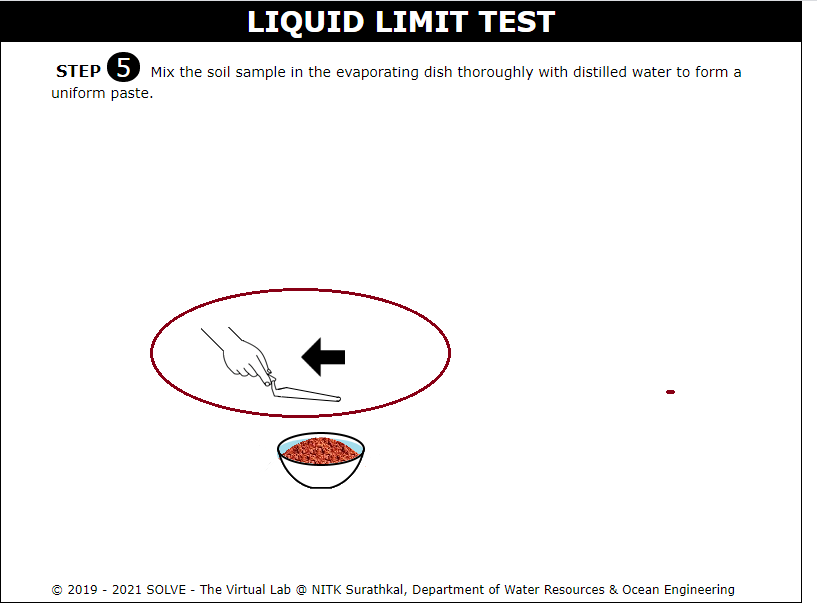 LIQUID LIMIT TEST
STEP 5 Mix the soil sample in the evaporating dish thoroughly with distilled water to form a
uniform paste.
© 2019 - 2021 SOLVE - The Virtual Lab @ NITK Surathkal, Department of Water Resources & Ocean Engineering